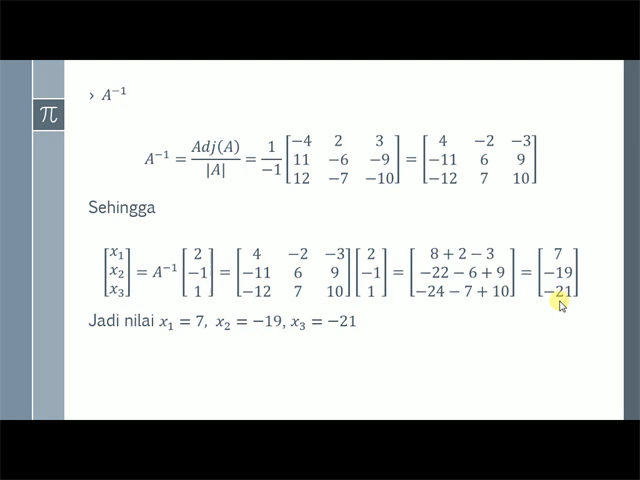 π
› A⁻¹
A⁻¹ = Adj(A)/|A| = 1/−1 [−4 2 3; 11 −6 −9; 12 −7 −10] = [4 −2 −3; −11 6 9; −12 7 10]
Sehingga
[x₁; x₂; x₃] = A⁻¹ [2; −1; 1] = [4 −2 −3; −11 6 9; −12 7 10] [2; −1; 1] = [8 + 2 − 3; −22 − 6 + 9; −24 − 7 + 10] = [7; −19; −21]
Jadi nilai x₁ = 7, x₂ = −19, x₃ = −21